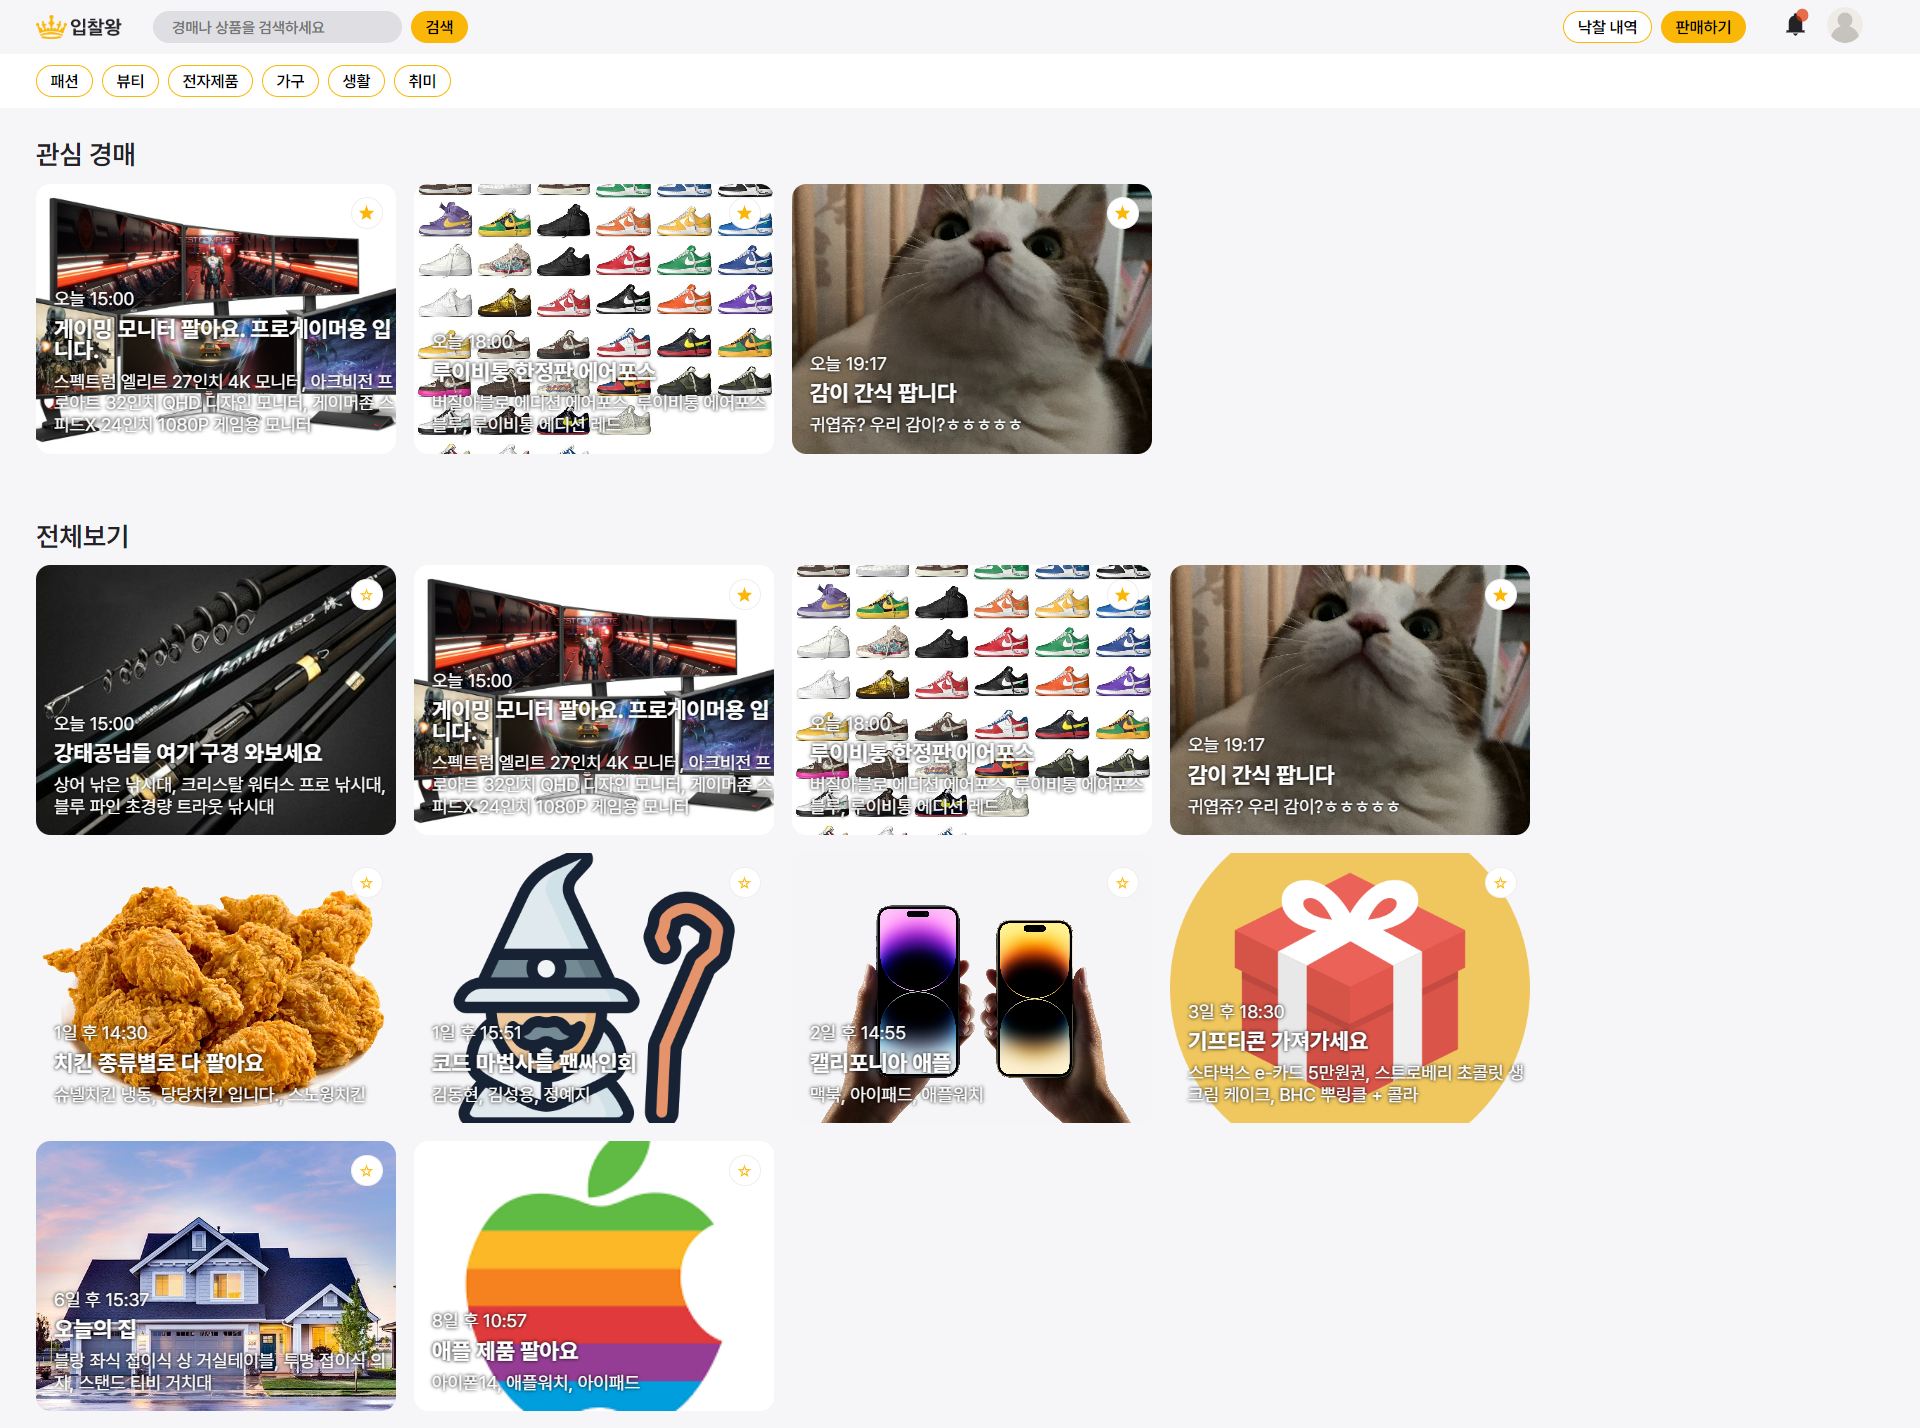 입찰왕
경매나 상품을 검색하세요
검색
낙찰 내역
판매하기
패션
뷰티
전자제품
가구
생활
취미
관심 경매
오늘 15:00
게이밍 모니터 팔아요. 프로게이머용 입
니다.
스펙트럼 엘리트 27인치 4K 모니터, 아크비전 프
로아트 32인치 QHD 디자인 모니터, 게이머존 스
피드X 24인치 1080P 게임용 모니터
오늘 18:00
루이비통 한정판 에어포스
버질아블로 에디션 에어포스, 루이비통 에어포스
블루, 루이비통 에디션 레드
오늘 19:17
감이 간식 팝니다
귀엽쥬? 우리 감이?ㅎㅎㅎㅎㅎ
전체보기
오늘 15:00
강태공님들 여기 구경 와보세요
상어 낚은 낚시대, 크리스탈 워터스 프로 낚시대,
블루 파인 초경량 트라웃 낚시대
오늘 15:00
게이밍 모니터 팔아요. 프로게이머용 입
니다.
스펙트럼 엘리트 27인치 4K 모니터, 아크비전 프
로아트 32인치 QHD 디자인 모니터, 게이머존 스
피드X 24인치 1080P 게임용 모니터
오늘 18:00
루이비통 한정판 에어포스
버질아블로 에디션 에어포스, 루이비통 에어포스
블루, 루이비통 에디션 레드
오늘 19:17
감이 간식 팝니다
귀엽쥬? 우리 감이?ㅎㅎㅎㅎㅎ
1일 후 14:30
치킨 종류별로 다 팔아요
슈넬치킨 냉동, 당당치킨 입니다., 스노윙치킨
1일 후 15:51
코드 마법사들 팬싸인회
김동현, 김성용, 정예지
2일 후 14:55
캘리포니아 애플
맥북, 아이패드, 애플워치
3일 후 18:30
기프티콘 가져가세요
스타벅스 e-카드 5만원권, 스트로베리 초콜릿 생
크림 케이크, BHC 뿌링클 + 콜라
6일 후 15:37
오늘의 집
블랑 좌식 접이식 상 거실테이블, 투명 접이식 의
자, 스탠드 티비 거치대
8일 후 10:57
애플 제품 팔아요
아이폰14, 애플워치, 아이패드